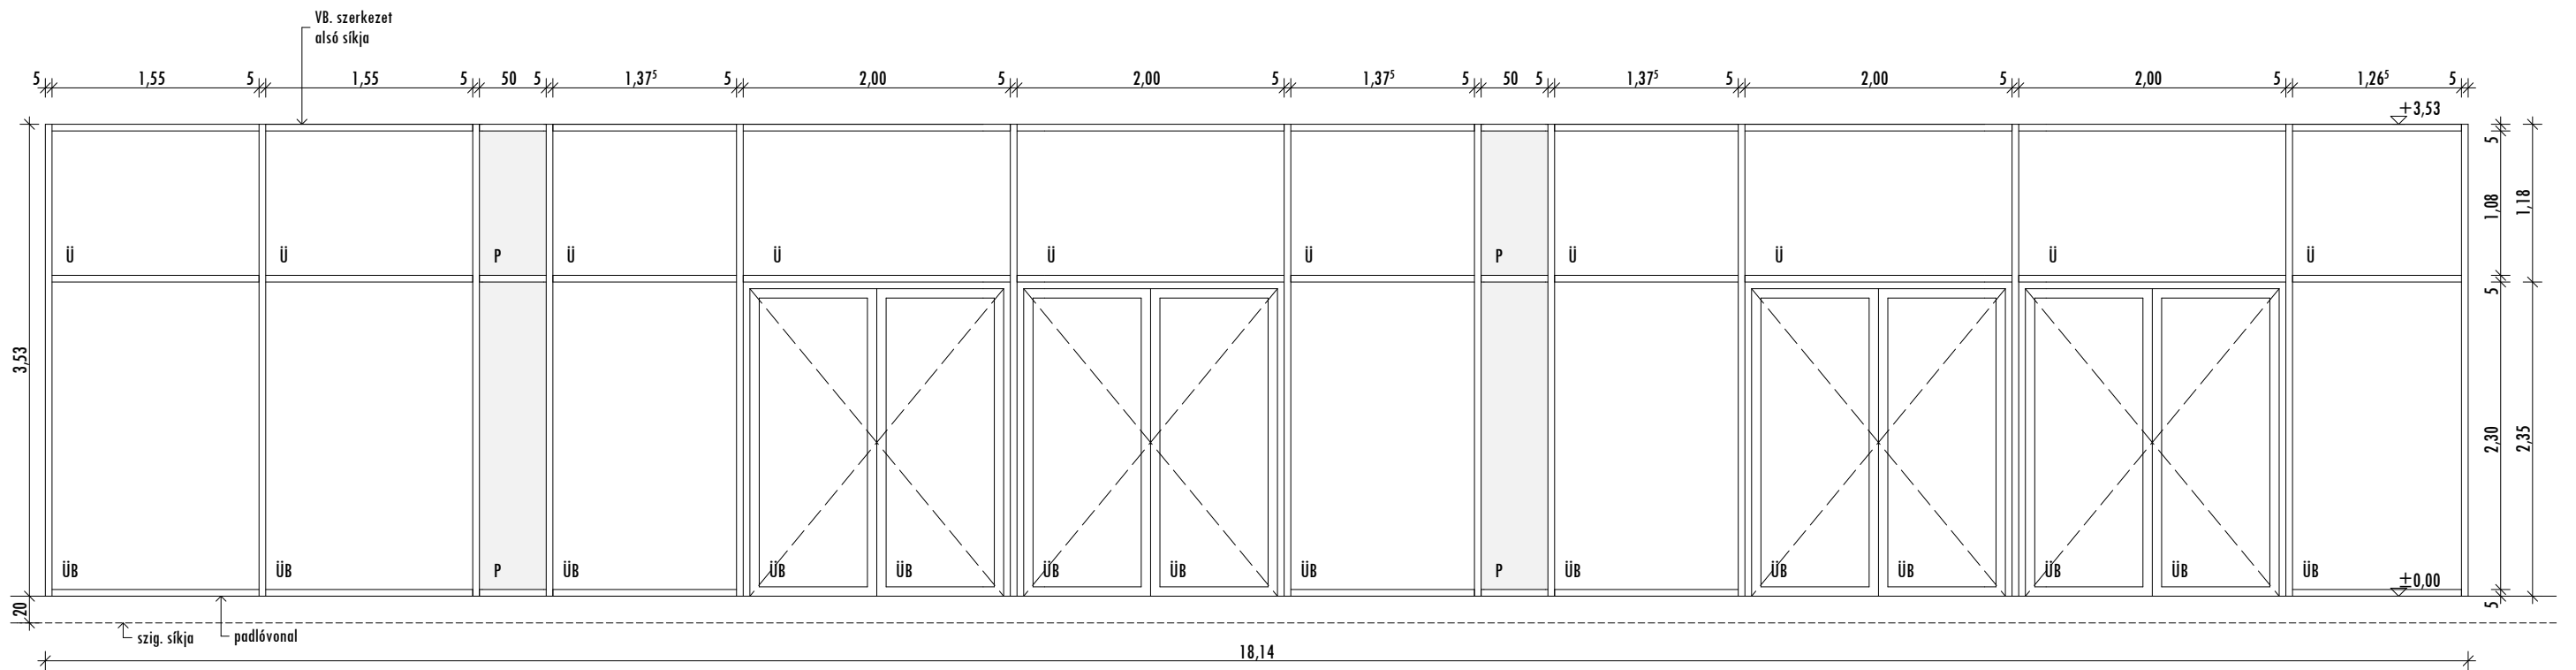 VB. szerkezet
alsó síkja
5 1,55 5 1,55 5 50 5 1,37⁵ 5 2,00 5 2,00 5 1,37⁵ 5 50 5 1,37⁵ 5 2,00 5 2,00 5 1,26⁵ 5
+3,53
5
1,08
1,18
3,53
Ü Ü P Ü Ü Ü Ü P Ü Ü Ü Ü
5
2,30
2,35
ÜB ÜB P ÜB ÜB ÜB ÜB ÜB ÜB P ÜB ÜB ÜB ÜB ÜB ÜB
±0,00
5
20
szig. síkja
padlóvonal
18,14